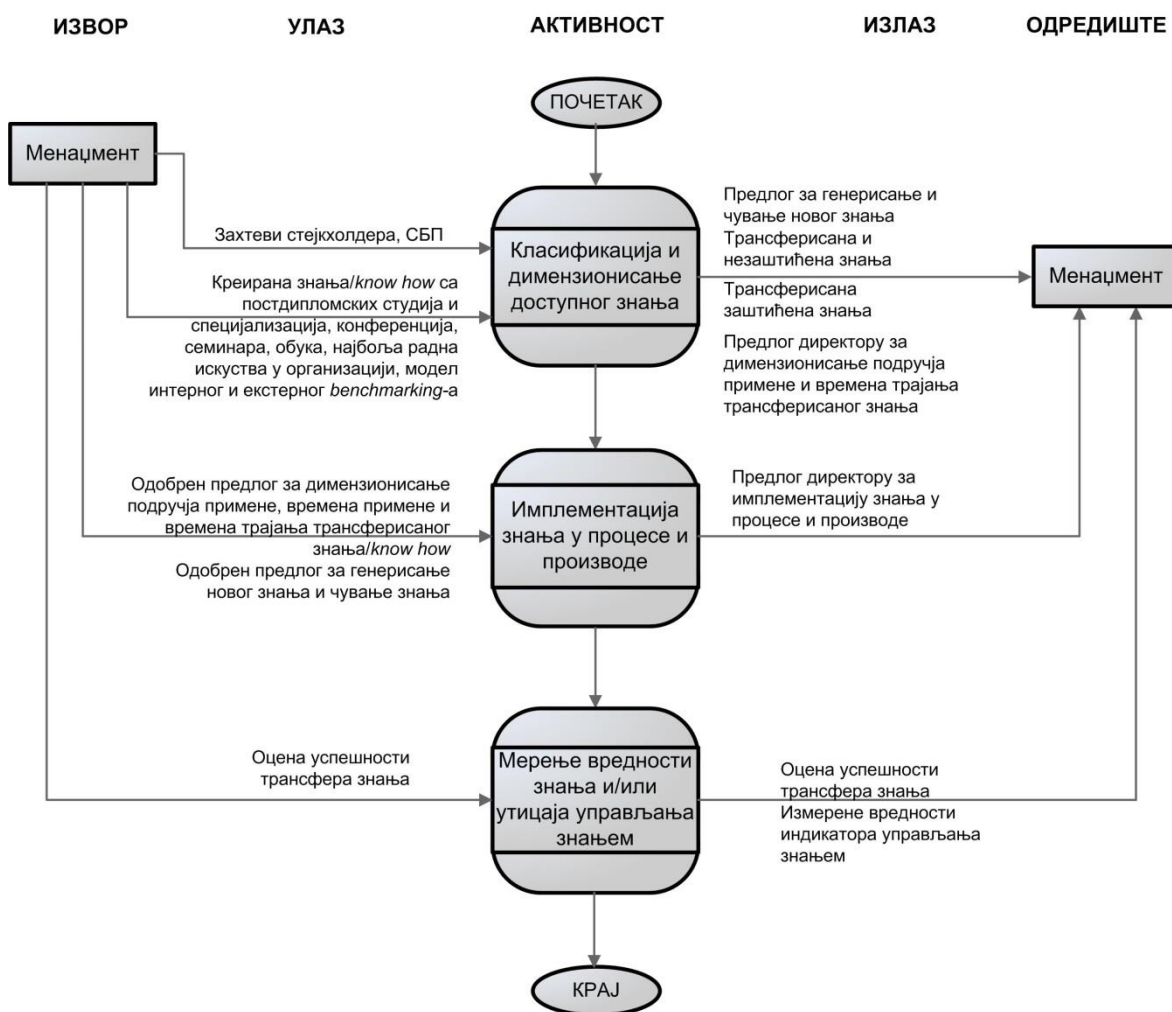 ИЗВОР
УЛАЗ
АКТИВНОСТ
ИЗЛАЗ
ОДРЕДИШТЕ
ПОЧЕТАК
Менаџмент
Захтеви стејкхолдера, СБП
Креирана знања/know how са
постдипломских студија и
специјализација, конференција,
семинара, обука, најбоља радна
искуства у организацији, модел
интерног и екстерног benchmarking-а
Класификација и
димензионисање
доступног знања
Предлог за генерисање и
чување новог знања
Трансферисана и
незаштићена знања
Трансферисана
заштићена знања
Предлог директору за
димензионисање подручја
примене и времена трајања
трансферисаног знања
Менаџмент
Одобрен предлог за димензионисање
подручја примене, времена примене и
времена трајања трансферисаног
знања/know how
Одобрен предлог за генерисање
новог знања и чување знања
Имплементација
знања у процесе и
производе
Предлог директору за
имплементацију знања у
процесе и производе
Оцена успешности
трансфера знања
Мерење вредности
знања и/или
утицаја управљања
знањем
Оцена успешности
трансфера знања
Измерене вредности
индикатора управљања
знањем
КРАЈ